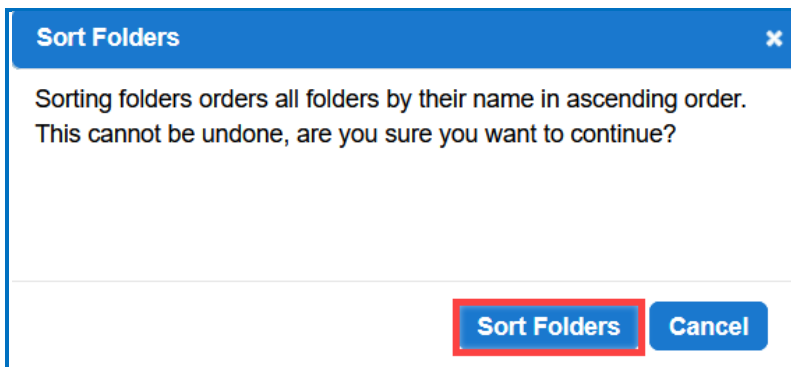 Sort Folders
Sorting folders orders all folders by their name in ascending order.
This cannot be undone, are you sure you want to continue?
Sort Folders Cancel